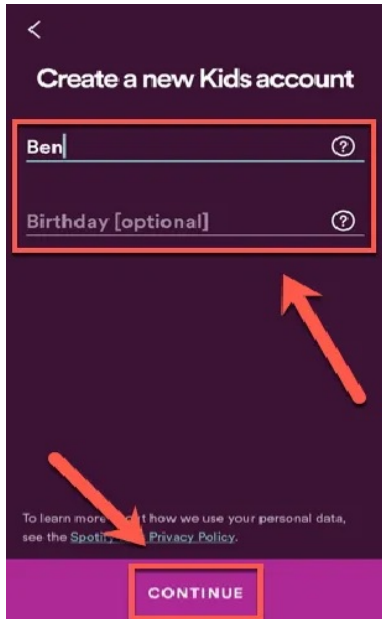 Create a new Kids account
Ben
Birthday [optional]
To learn more how we use your personal data,
see the Privacy Policy.
CONTINUE